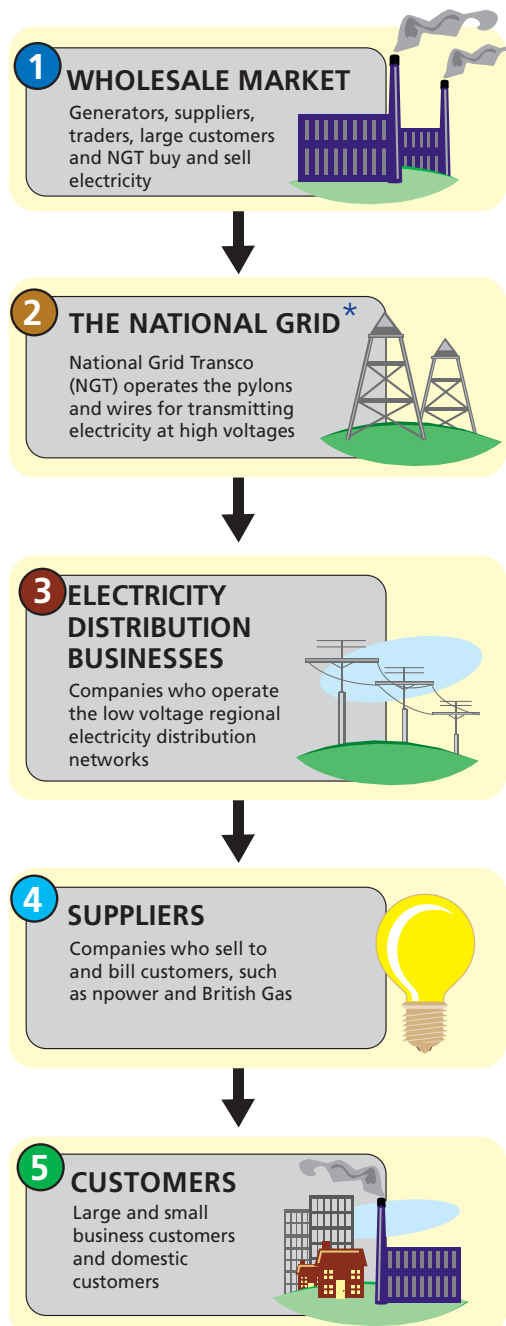 1
WHOLESALE MARKET
Generators, suppliers,
traders, large customers
and NGT buy and sell
electricity
2
THE NATIONAL GRID*
National Grid Transco
(NGT) operates the pylons
and wires for transmitting
electricity at high voltages
3
ELECTRICITY
DISTRIBUTION
BUSINESSES
Companies who operate
the low voltage regional
electricity distribution
networks
4
SUPPLIERS
Companies who sell to
and bill customers, such
as npower and British Gas
5
CUSTOMERS
Large and small
business customers
and domestic
customers